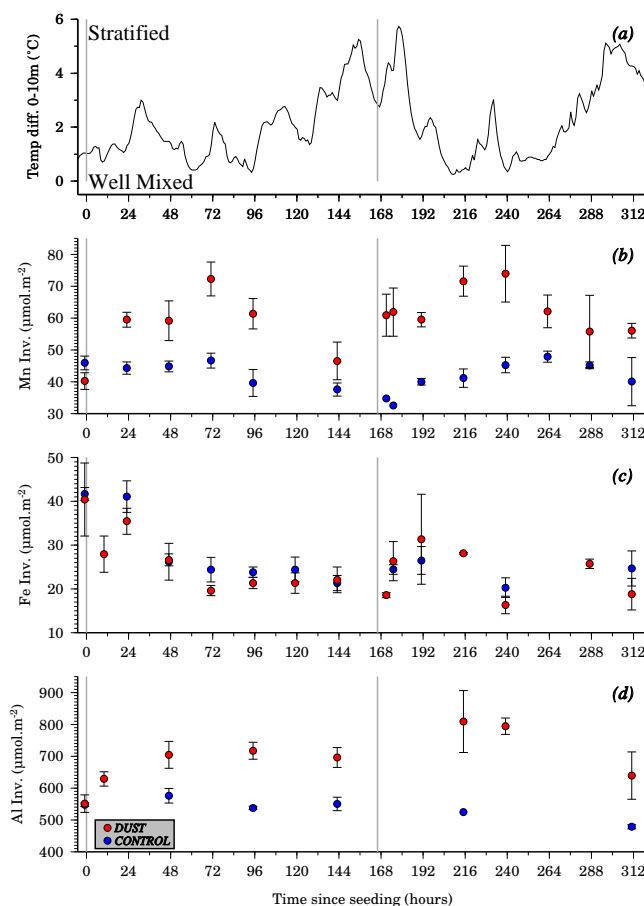 6
4
2
0
Temp diff. 0-10m (°C)
Stratified
(a)
Well Mixed
0 24 48 72 96 120 144 168 192 216 240 264 288 312
80
70
60
50
40
30
Mn Inv. (µmol.m-2)
(b)
0 24 48 72 96 120 144 168 192 216 240 264 288 312
50
40
30
20
10
Fe Inv. (µmol.m-2)
(c)
0 24 48 72 96 120 144 168 192 216 240 264 288 312
900
800
700
600
500
400
Al Inv. (µmol.m-2)
(d)
DUST
CONTROL
0 24 48 72 96 120 144 168 192 216 240 264 288 312
Time since seeding (hours)